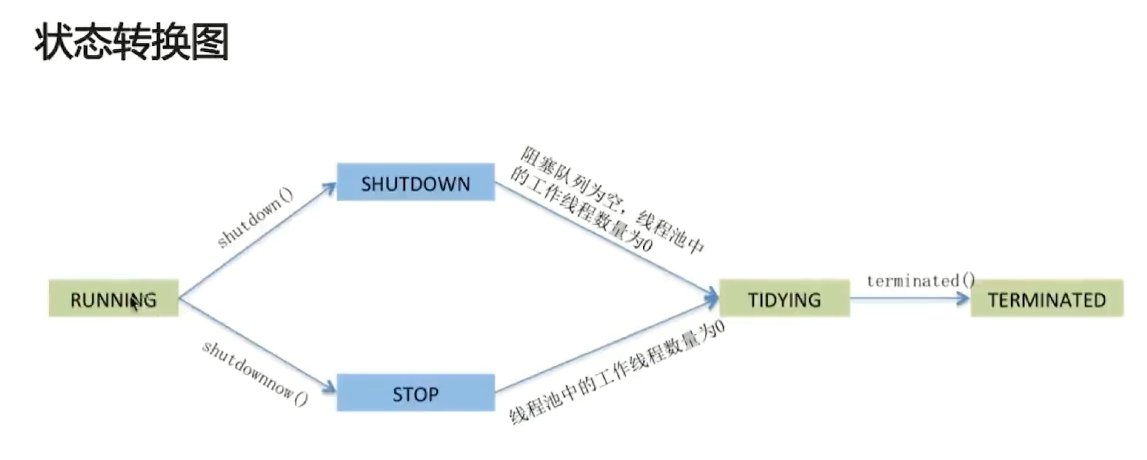 状态转换图
SHUTDOWN
阻塞队列为空，线程池中
的工作线程数量为0
shutdown()
RUNNING
TIDYING
terminated()
TERMINATED
shutdownnow()
STOP
线程池中的工作线程数量为0